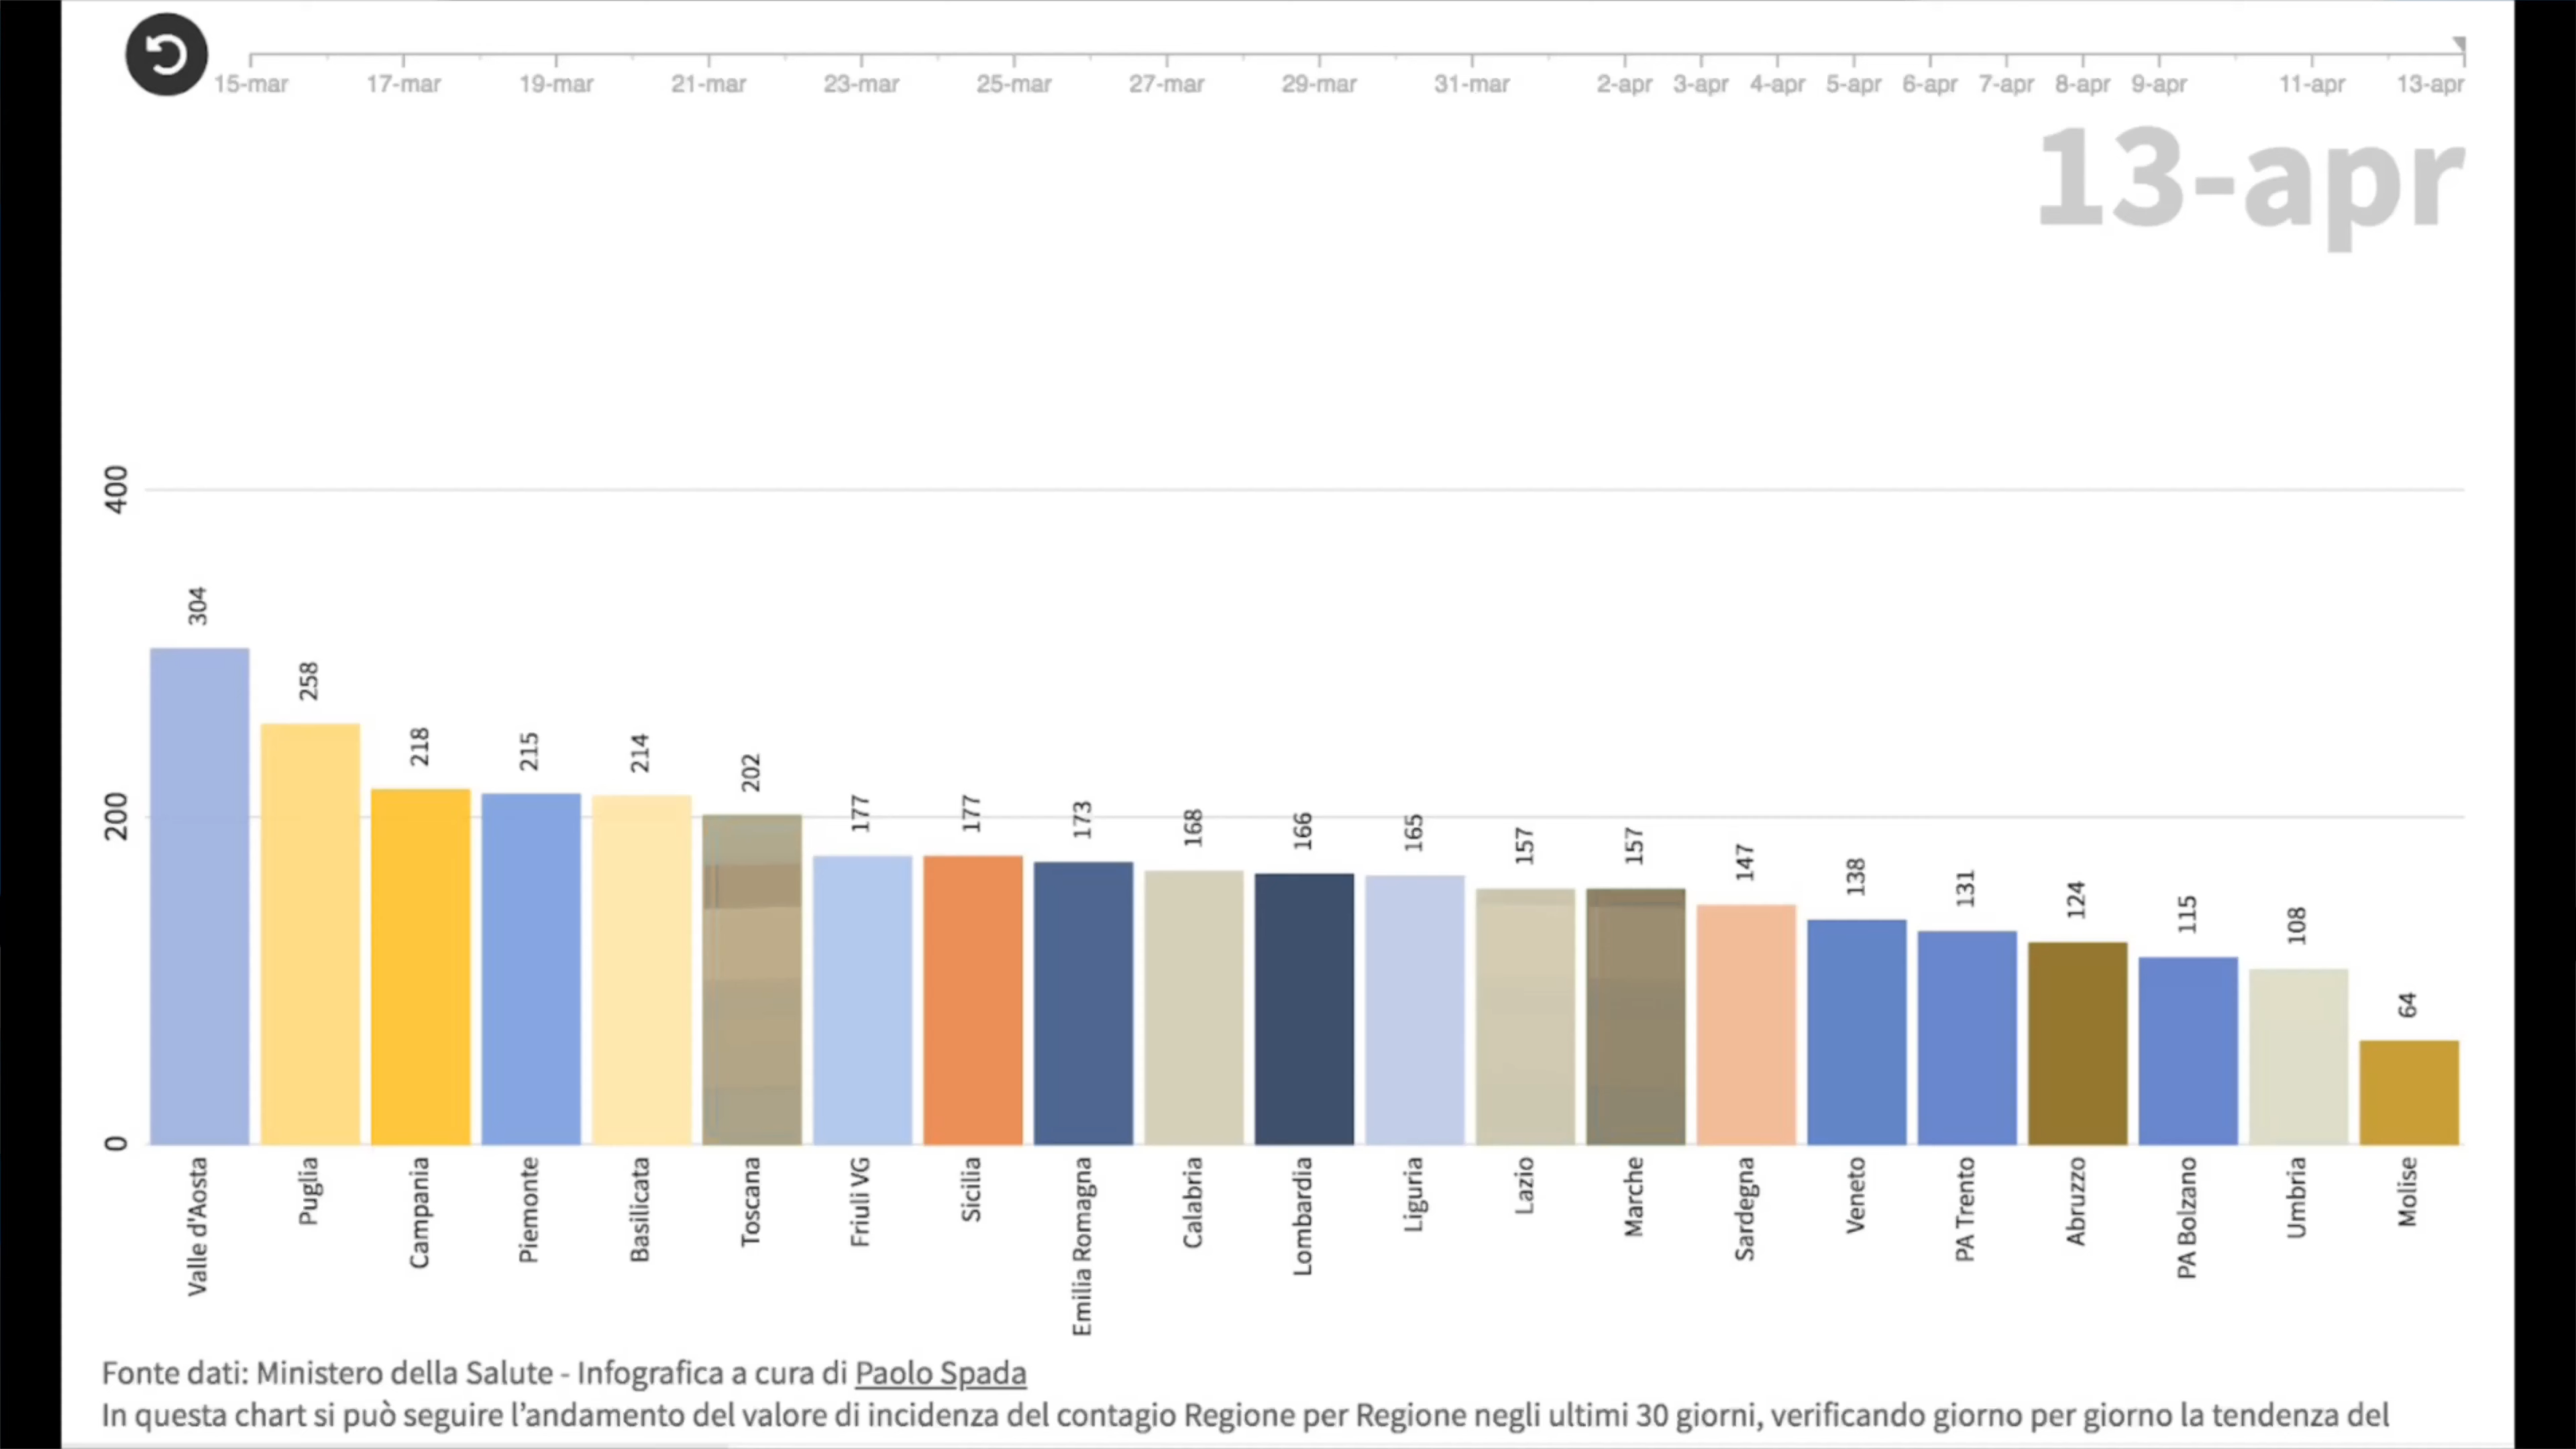 15-mar 17-mar 19-mar 21-mar 23-mar 25-mar 27-mar 29-mar 31-mar 2-apr 3-apr 4-apr 5-apr 6-apr 7-apr 8-apr 9-apr 11-apr 13-apr
13-apr
400
200
0
304
258
218
215
214
202
177
177
173
168
166
165
157
157
147
138
131
124
115
108
64
Valle d'Aosta
Puglia
Campania
Piemonte
Basilicata
Toscana
Friuli VG
Sicilia
Emilia Romagna
Calabria
Lombardia
Liguria
Lazio
Marche
Sardegna
Veneto
PA Trento
Abruzzo
PA Bolzano
Umbria
Molise
Fonte dati: Ministero della Salute - Infografica a cura di Paolo Spada
In questa chart si può seguire l’andamento del valore di incidenza del contagio Regione per Regione negli ultimi 30 giorni, verificando giorno per giorno la tendenza del